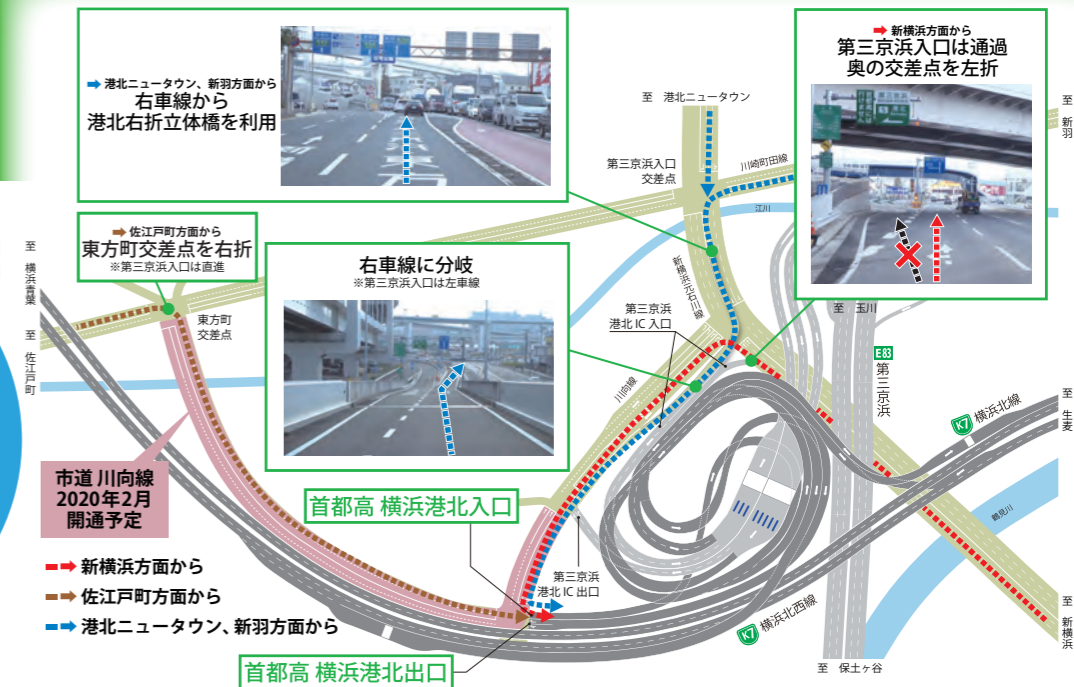 港北ニュータウン、新羽方面から
右車線から
港北右折立体橋を利用
新横浜方面から
第三京浜入口は通過
奥の交差点を左折
至 港北ニュータウン
至 新羽
第三京浜入口
交差点
川崎町田線
江川
佐江戸町方面から
東方町交差点を右折
※第三京浜入口は直進
至 横浜青葉
至 佐江戸町
東方町
交差点
右車線に分岐
※第三京浜入口は左車線
新横浜元石川線
第三京浜
港北 IC 入口
至 玉川
E83
第三京浜
川向線
K7
横浜北線
至 生麦
市道 川向線
2020年2月
開通予定
首都高 横浜港北入口
鶴見川
新横浜方面から
佐江戸町方面から
港北ニュータウン、新羽方面から
第三京浜
港北 IC 出口
K7
横浜北西線
至 新横浜
首都高 横浜港北出口
至 保土ヶ谷